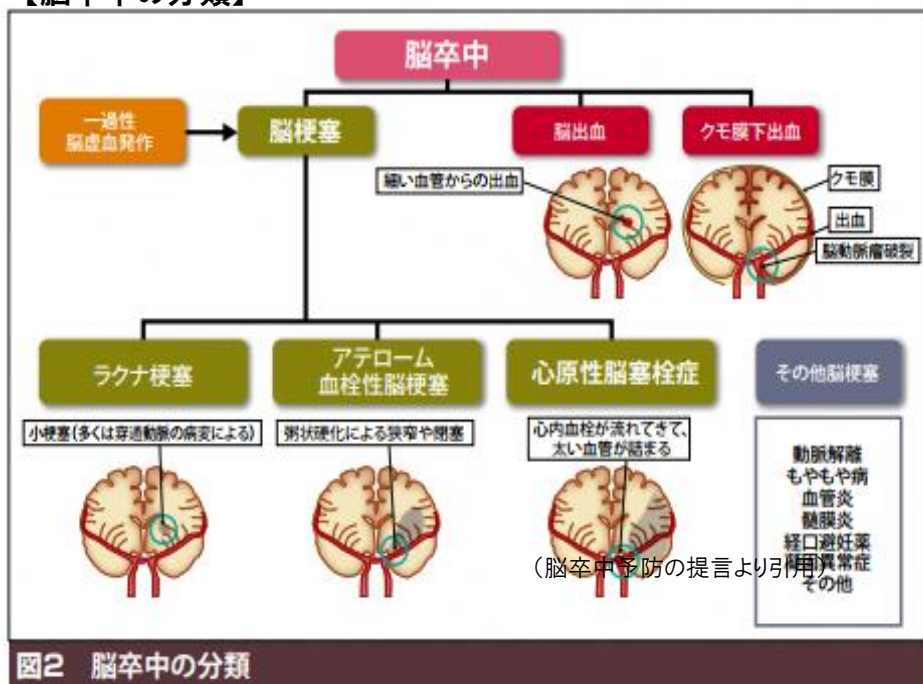 【脳卒中の分類】
脳卒中
一過性
脳虚血発作
脳梗塞
脳出血
クモ膜下出血
細い血管からの出血
クモ膜
出血
脳動脈瘤破裂
ラクナ梗塞
アテローム
血栓性脳梗塞
心原性脳塞栓症
その他脳梗塞
小梗塞(多くは穿通動脈の病変による)
粥状硬化による狭窄や閉塞
心内血栓が流れてきて、
太い血管が詰まる
動脈解離
もやもや病
血管炎
髄膜炎
経口避妊薬
異常症
その他
（脳卒中予防の提言より引用）
図2 脳卒中の分類